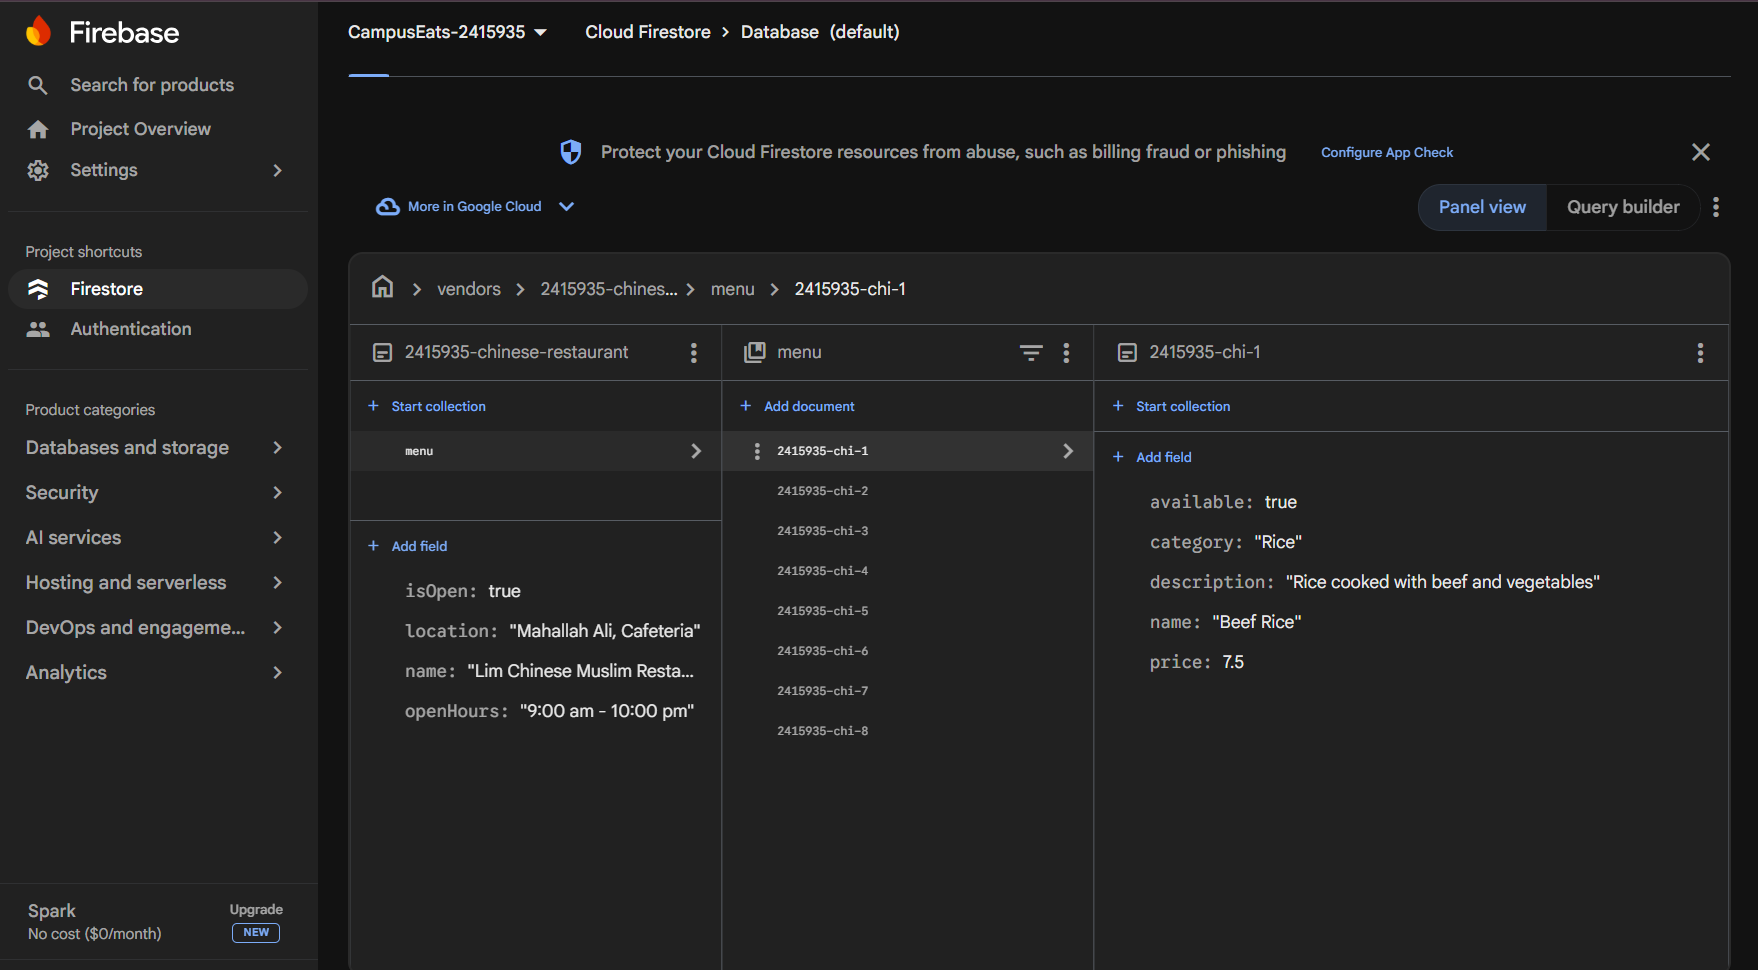 Firebase
Search for products
Project Overview
Settings
Project shortcuts
Firestore
Authentication
Product categories
Databases and storage
Security
AI services
Hosting and serverless
DevOps and engageme...
Analytics
Spark
No cost ($0/month)
Upgrade
NEW
CampusEats-2415935
Cloud Firestore > Database (default)
Protect your Cloud Firestore resources from abuse, such as billing fraud or phishing
Configure App Check
More in Google Cloud
Panel view
Query builder
vendors > 2415935-chines... > menu > 2415935-chi-1
2415935-chinese-restaurant
+ Start collection
menu
+ Add field
isOpen: true
location: "Mahallah Ali, Cafeteria"
name: "Lim Chinese Muslim Resta...
openHours: "9:00 am - 10:00 pm"
menu
+ Add document
2415935-chi-1
2415935-chi-2
2415935-chi-3
2415935-chi-4
2415935-chi-5
2415935-chi-6
2415935-chi-7
2415935-chi-8
2415935-chi-1
+ Start collection
+ Add field
available: true
category: "Rice"
description: "Rice cooked with beef and vegetables"
name: "Beef Rice"
price: 7.5